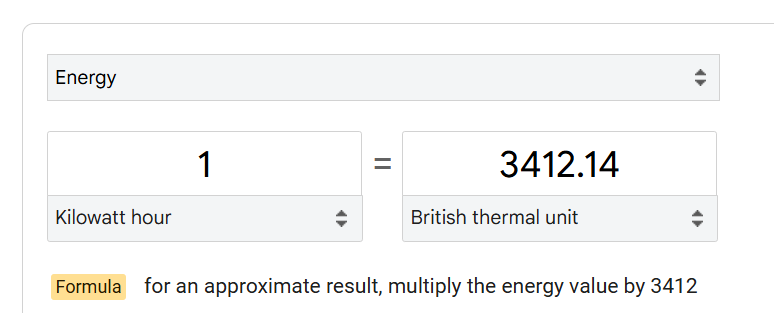 Energy
1 = 3412.14
Kilowatt hour British thermal unit
Formula for an approximate result, multiply the energy value by 3412